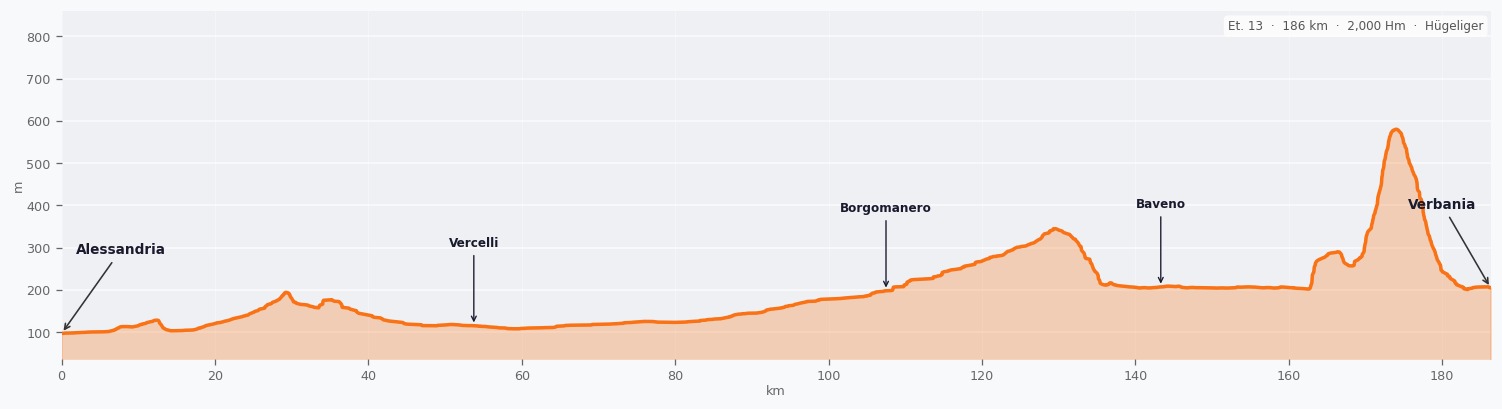 Et. 13 · 186 km · 2,000 Hm · Hügeliger
800
700
600
500
400
300
200
100
m
Alessandria
Vercelli
Borgomanero
Baveno
Verbania
0 20 40 60 80 100 120 140 160 180
km